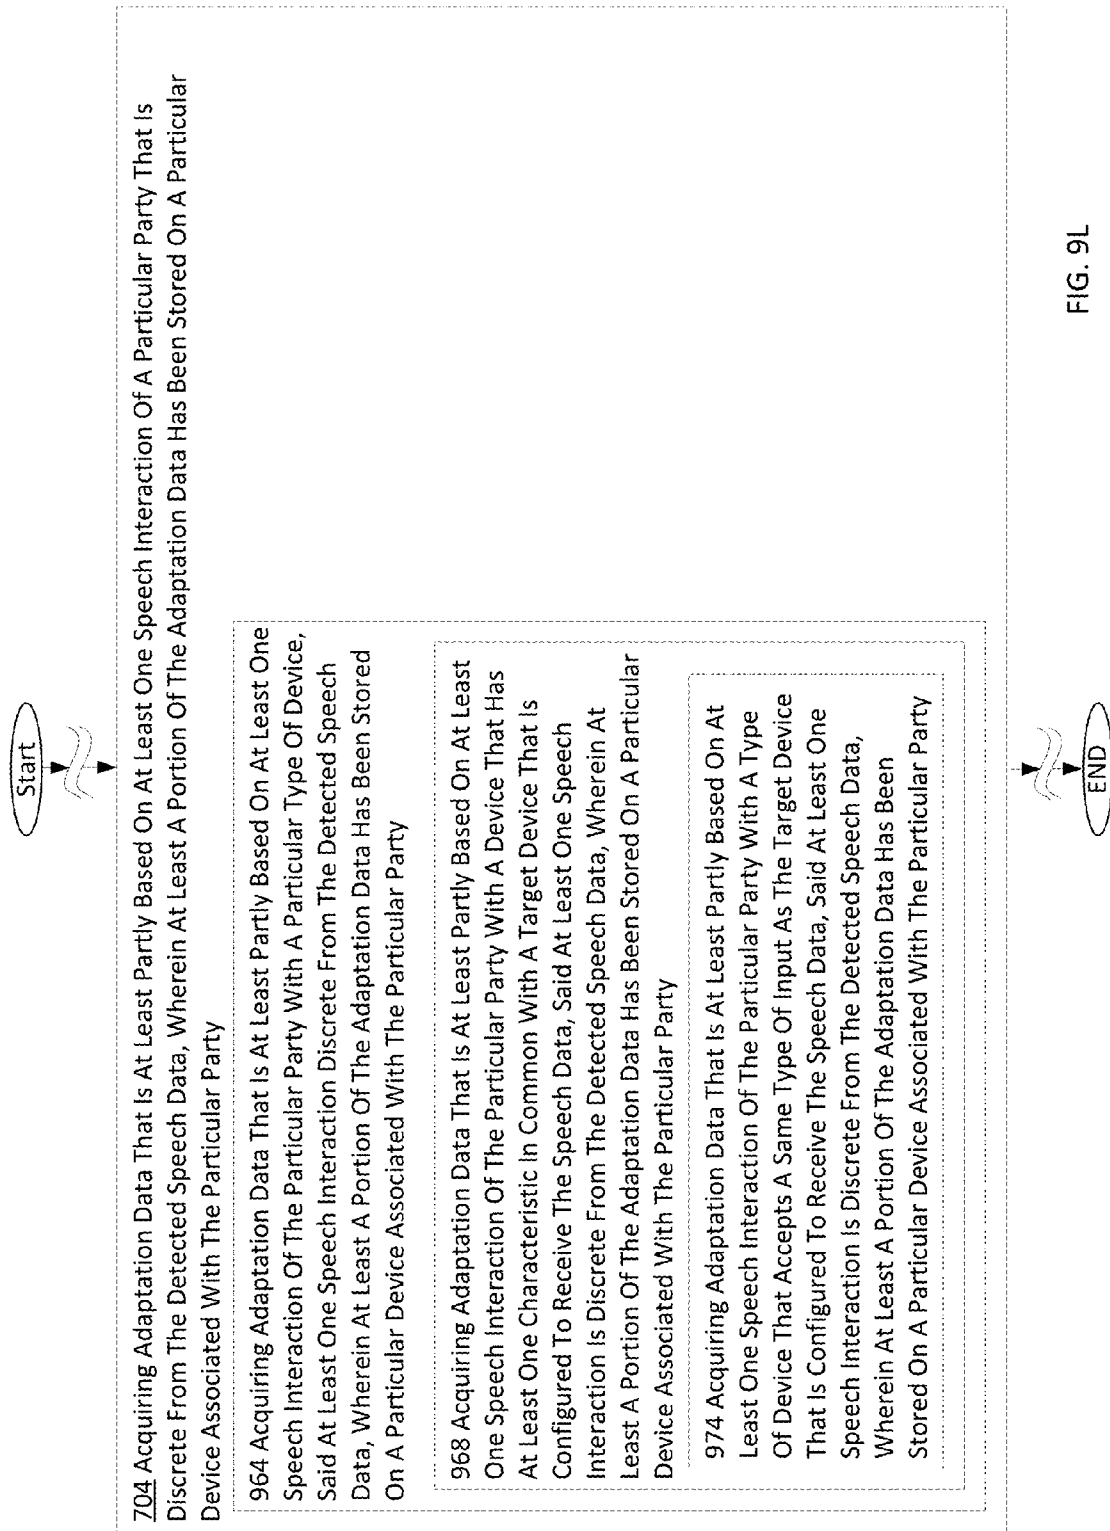 Start
704 Acquiring Adaptation Data That Is At Least Partly Based On At Least One Speech Interaction Of A Particular Party That Is
Discrete From The Detected Speech Data, Wherein At Least A Portion Of The Adaptation Data Has Been Stored On A Particular
Device Associated With The Particular Party
964 Acquiring Adaptation Data That Is At Least Partly Based On At Least One
Speech Interaction Of The Particular Party With A Particular Type Of Device,
Said At Least One Speech Interaction Discrete From The Detected Speech
Data, Wherein At Least A Portion Of The Adaptation Data Has Been Stored
On A Particular Device Associated With The Particular Party
968 Acquiring Adaptation Data That Is At Least Partly Based On At Least
One Speech Interaction Of The Particular Party With A Device That Has
At Least One Characteristic In Common With A Target Device That Is
Configured To Receive The Speech Data, Said At Least One Speech
Interaction Is Discrete From The Detected Speech Data, Wherein At
Least A Portion Of The Adaptation Data Has Been Stored On A Particular
Device Associated With The Particular Party
974 Acquiring Adaptation Data That Is At Least Partly Based On At
Least One Speech Interaction Of The Particular Party With A Type
Of Device That Accepts A Same Type Of Input As The Target Device
That Is Configured To Receive The Speech Data, Said At Least One
Speech Interaction Is Discrete From The Detected Speech Data,
Wherein At Least A Portion Of The Adaptation Data Has Been
Stored On A Particular Device Associated With The Particular Party
END
FIG. 9L